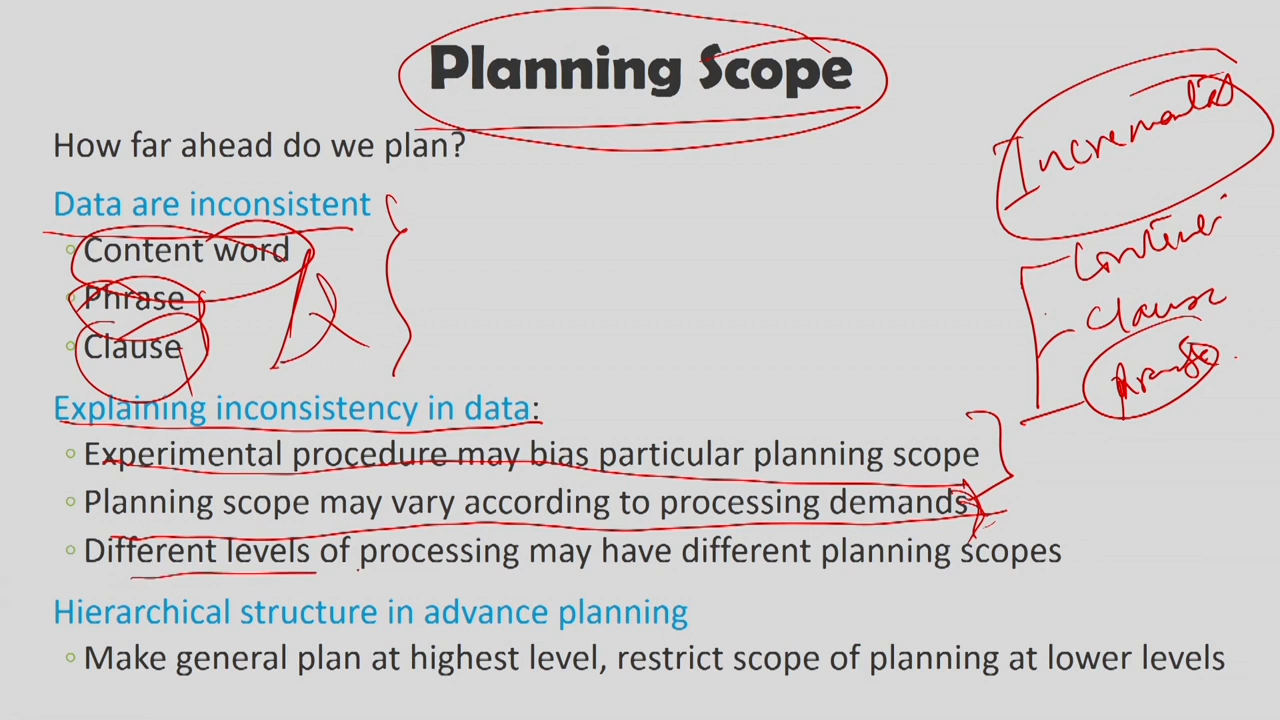 Planning Scope
How far ahead do we plan?
Data are inconsistent
Content word
Phrase
Clause
Explaining inconsistency in data:
Experimental procedure may bias particular planning scope
Planning scope may vary according to processing demands
Different levels of processing may have different planning scopes
Hierarchical structure in advance planning
Make general plan at highest level, restrict scope of planning at lower levels
Incremental
Clause